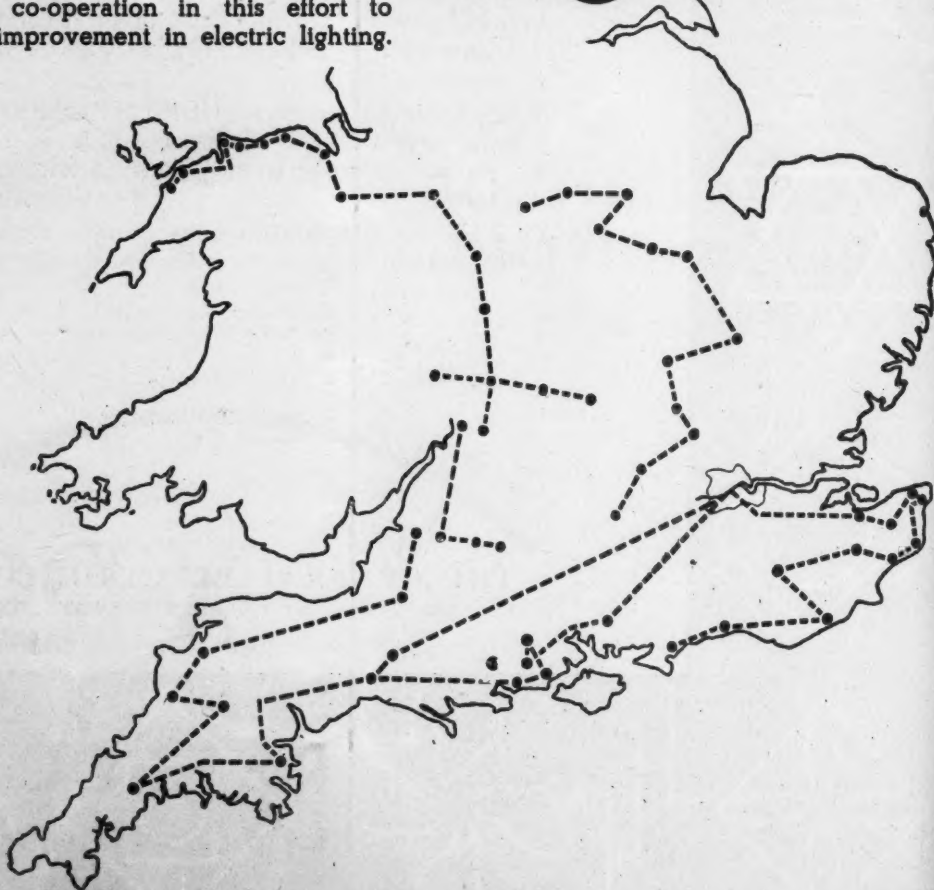 co-operation in this effort to
improvement in electric lighting.